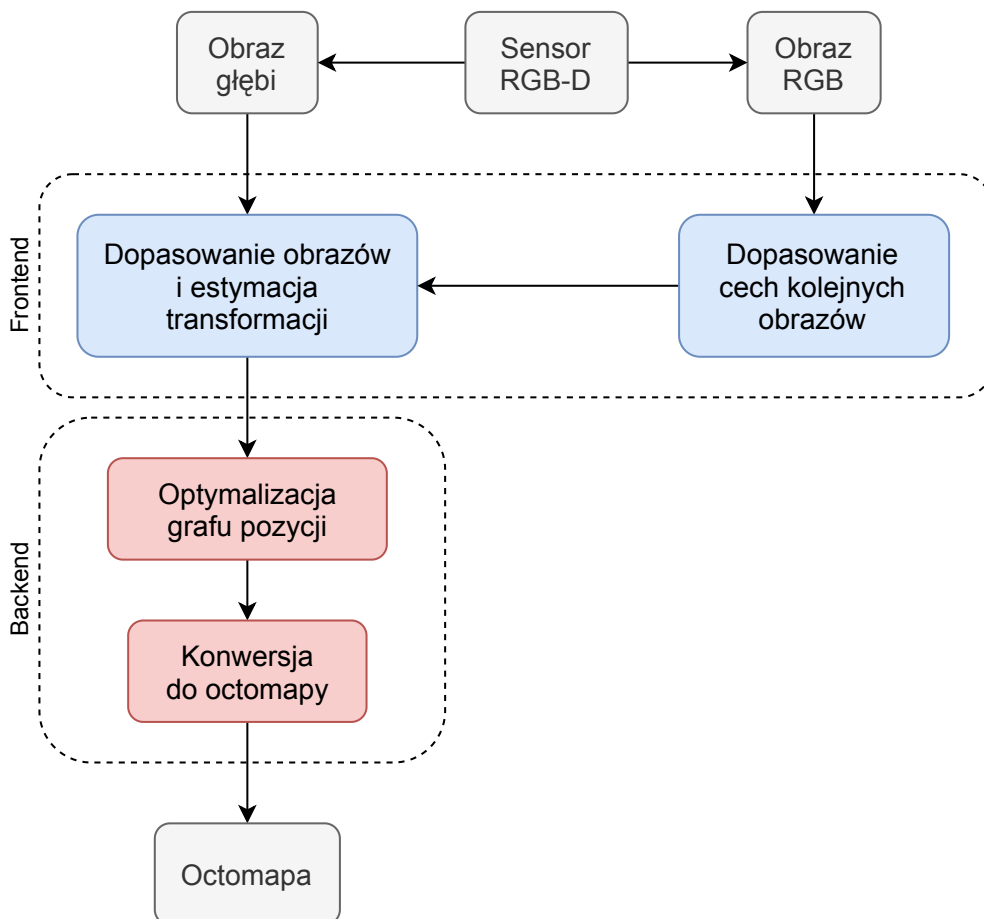 Obraz
głębi
Sensor
RGB-D
Obraz
RGB
Frontend
Dopasowanie obrazów
i estymacja
transformacji
Dopasowanie
cech kolejnych
obrazów
Backend
Optymalizacja
grafu pozycji
Konwersja
do octomapy
Octomapa